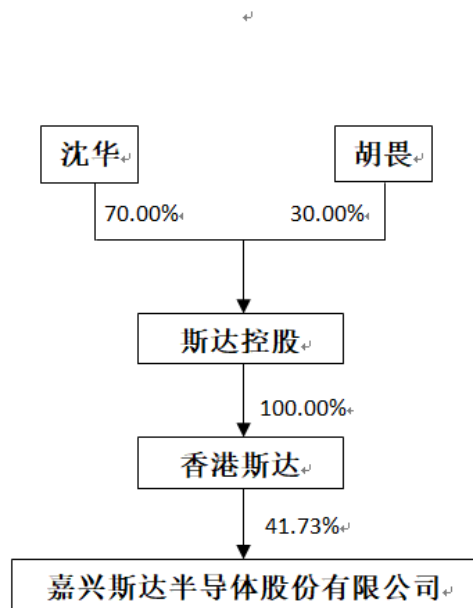 沈华
胡畏
70.00%
30.00%
斯达控股
100.00%
香港斯达
41.73%
嘉兴斯达半导体股份有限公司